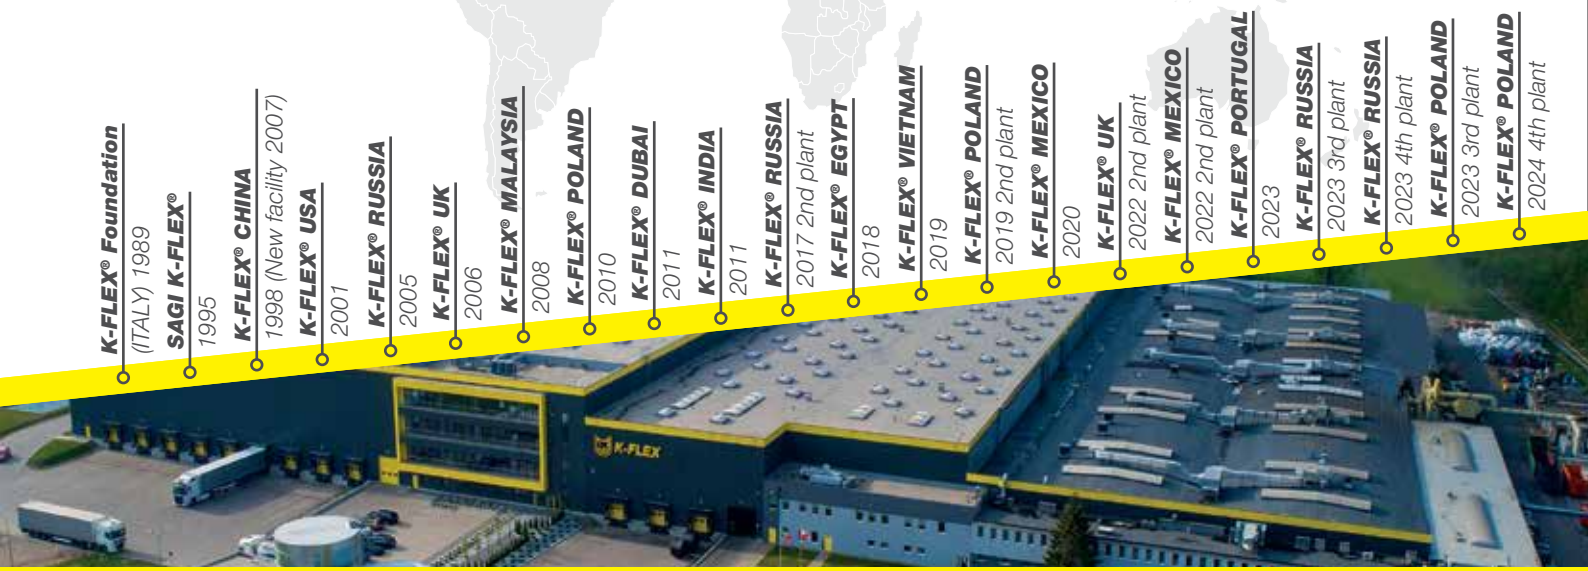 K-FLEX® Foundation
(ITALY) 1989
SAGI K-FLEX®
1995
K-FLEX® CHINA
1998 (New facility 2007)
K-FLEX® USA
2001
K-FLEX® RUSSIA
2005
K-FLEX® UK
2006
K-FLEX® MALAYSIA
2008
K-FLEX® POLAND
2010
K-FLEX® DUBAI
2011
K-FLEX® INDIA
2011
K-FLEX® RUSSIA
2017 2nd plant
K-FLEX® EGYPT
2018
K-FLEX® VIETNAM
2019
K-FLEX® POLAND
2019 2nd plant
K-FLEX® MEXICO
2020
K-FLEX® UK
2022 2nd plant
K-FLEX® MEXICO
2022 2nd plant
K-FLEX® PORTUGAL
2023
K-FLEX® RUSSIA
2023 3rd plant
K-FLEX® RUSSIA
2023 4th plant
K-FLEX® POLAND
2023 3rd plant
K-FLEX® POLAND
2024 4th plant
K-FLEX